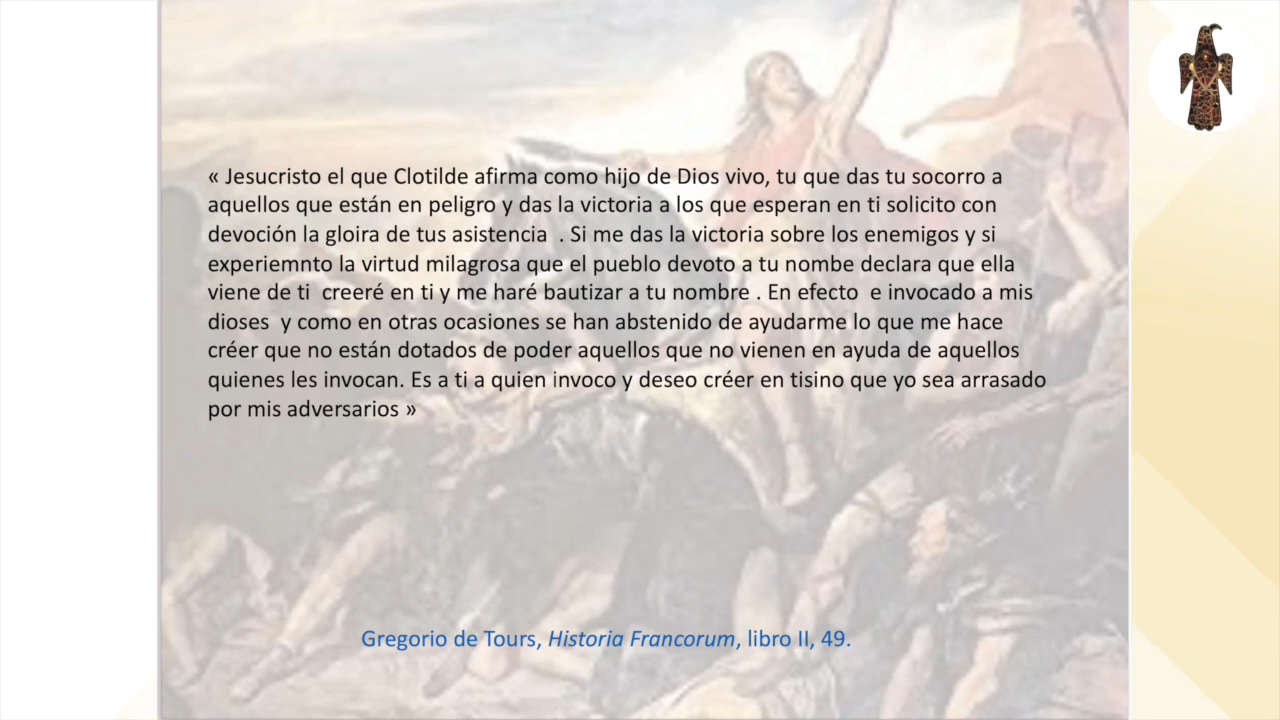 « Jesucristo el que Clotilde afirma como hijo de Dios vivo, tu que das tu socorro a
aquellos que están en peligro y das la victoria a los que esperan en ti solicito con
devoción la gloira de tus asistencia  . Si me das la victoria sobre los enemigos y si
experiemnto la virtud milagrosa que el pueblo devoto a tu nombe declara que ella
viene de ti  creeré en ti y me haré bautizar a tu nombre . En efecto  e invocado a mis
dioses  y como en otras ocasiones se han abstenido de ayudarme lo que me hace
créer que no están dotados de poder aquellos que no vienen en ayuda de aquellos
quienes les invocan. Es a ti a quien invoco y deseo créer en tisino que yo sea arrasado
por mis adversarios »
Gregorio de Tours, Historia Francorum, libro II, 49.